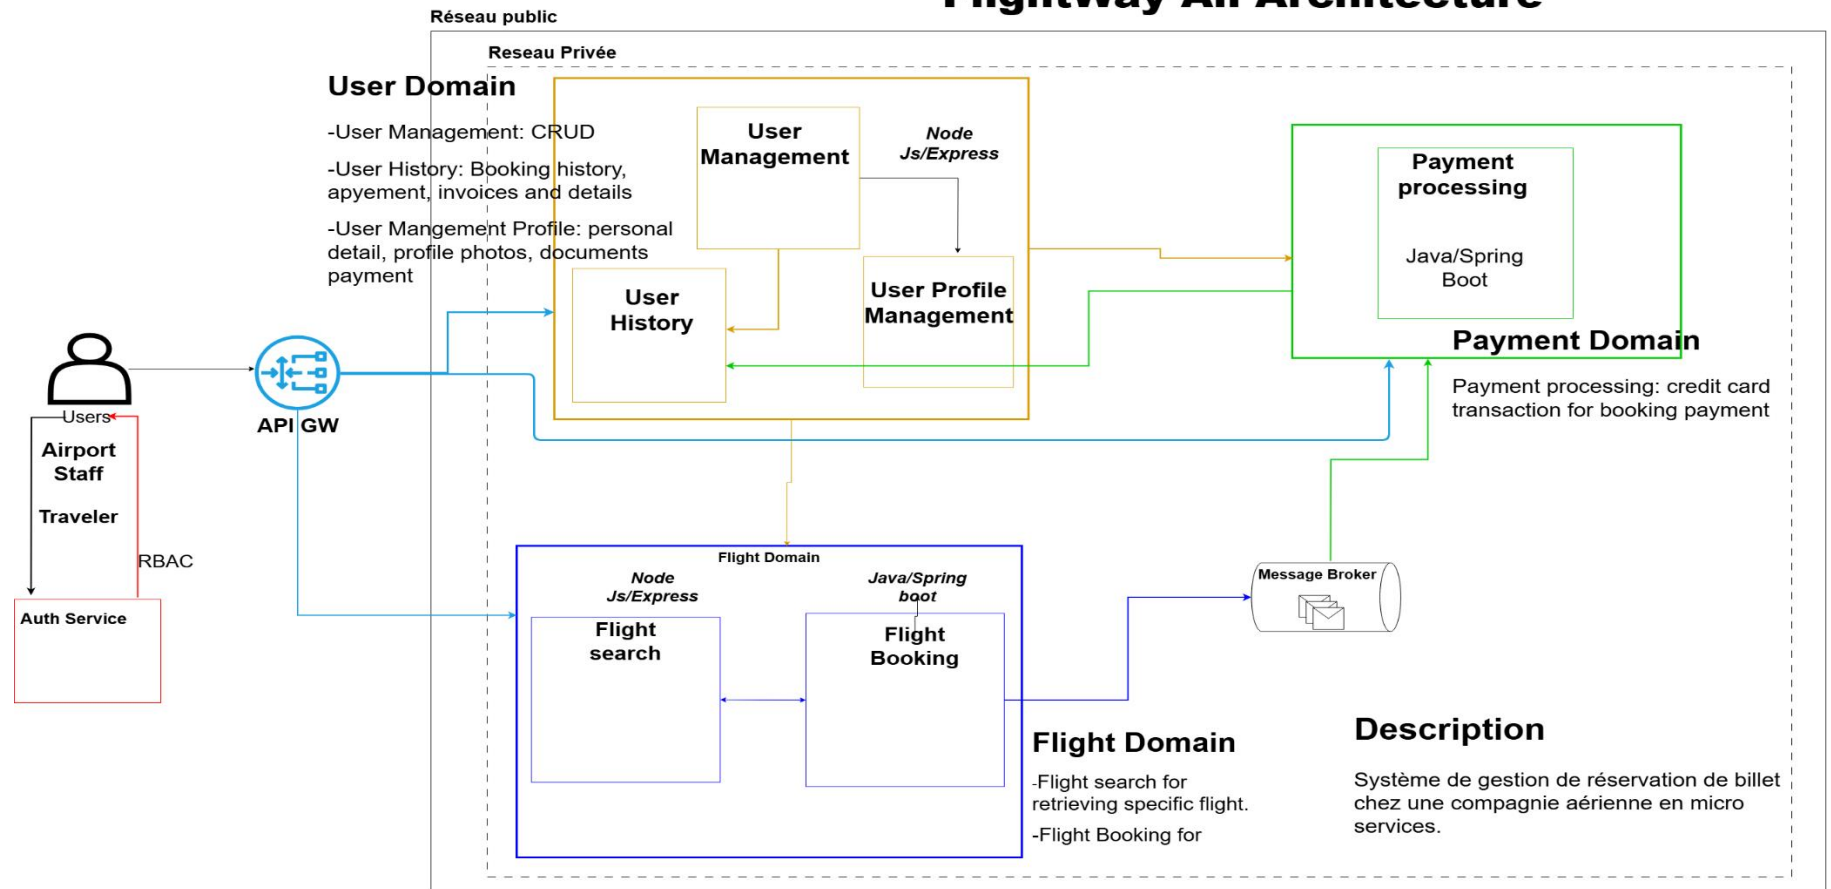 FlightWay Air Architecture
Réseau public
Reseau Privée
User Domain
-User Management: CRUD
-User History: Booking history,
apyement, invoices and details
-User Mangement Profile: personal
detail, profile photos, documents
payment
User
Management
Node
Js/Express
User
History
User Profile
Management
Payment
processing
Java/Spring
Boot
Payment Domain
Payment processing: credit card
transaction for booking payment
Users
API GW
Airport
Staff
Traveler
RBAC
Auth Service
Flight Domain
Node
Js/Express
Java/Spring
boot
Flight
search
Flight
Booking
Message Broker
Flight Domain
-Flight search for
retrieving specific flight.
-Flight Booking for
Description
Système de gestion de réservation de billet
chez une compagnie aérienne en micro
services.